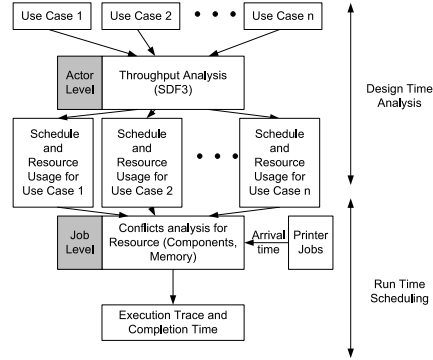 Use Case 1
Use Case 2
Use Case n
Actor
Level
Throughput Analysis
(SDF3)
Design Time
Analysis
Schedule
and
Resource
Usage for
Use Case 1
Schedule
and
Resource
Usage for
Use Case 2
Schedule
and
Resource
Usage for
Use Case n
Job
Level
Conflicts analysis for
Resource (Components,
Memory)
Arrival
time
Printer
Jobs
Run Time
Scheduling
Execution Trace and
Completion Time